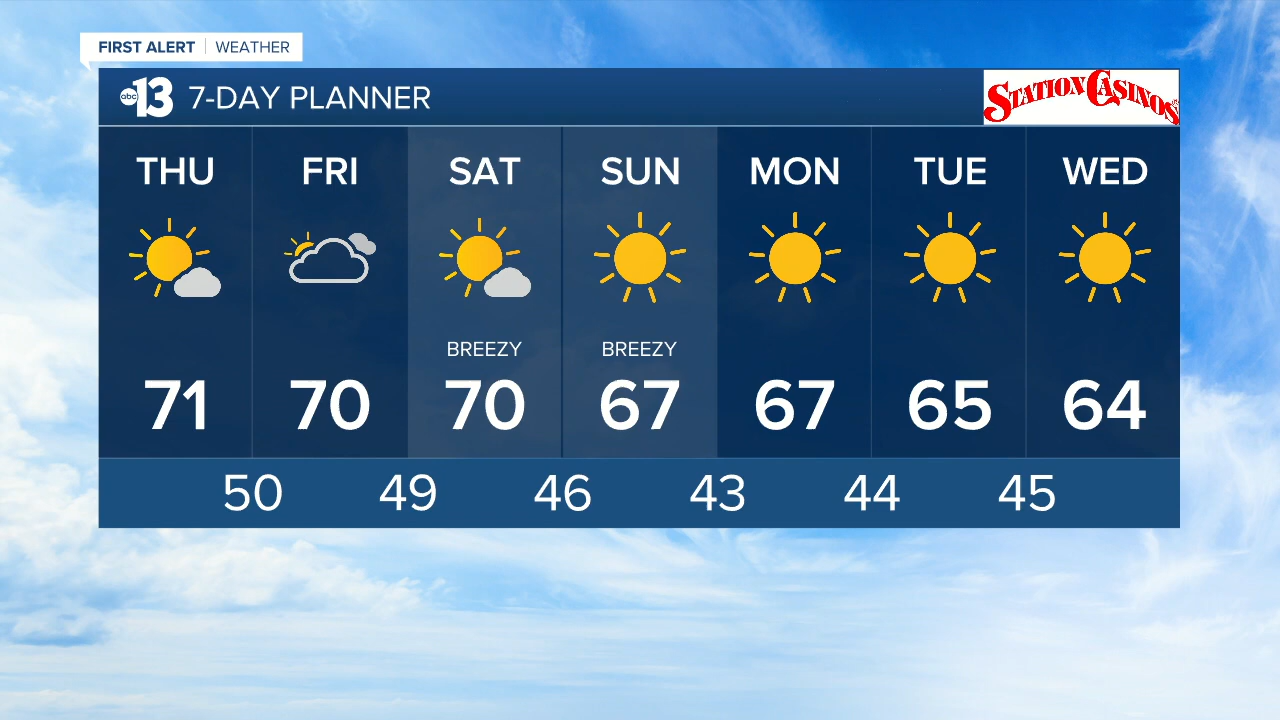 FIRST ALERT | WEATHER
abc 13 7-DAY PLANNER
STATION CASINOS
THU FRI SAT SUN MON TUE WED
BREEZY BREEZY
71 70 70 67 67 65 64
50 49 46 43 44 45